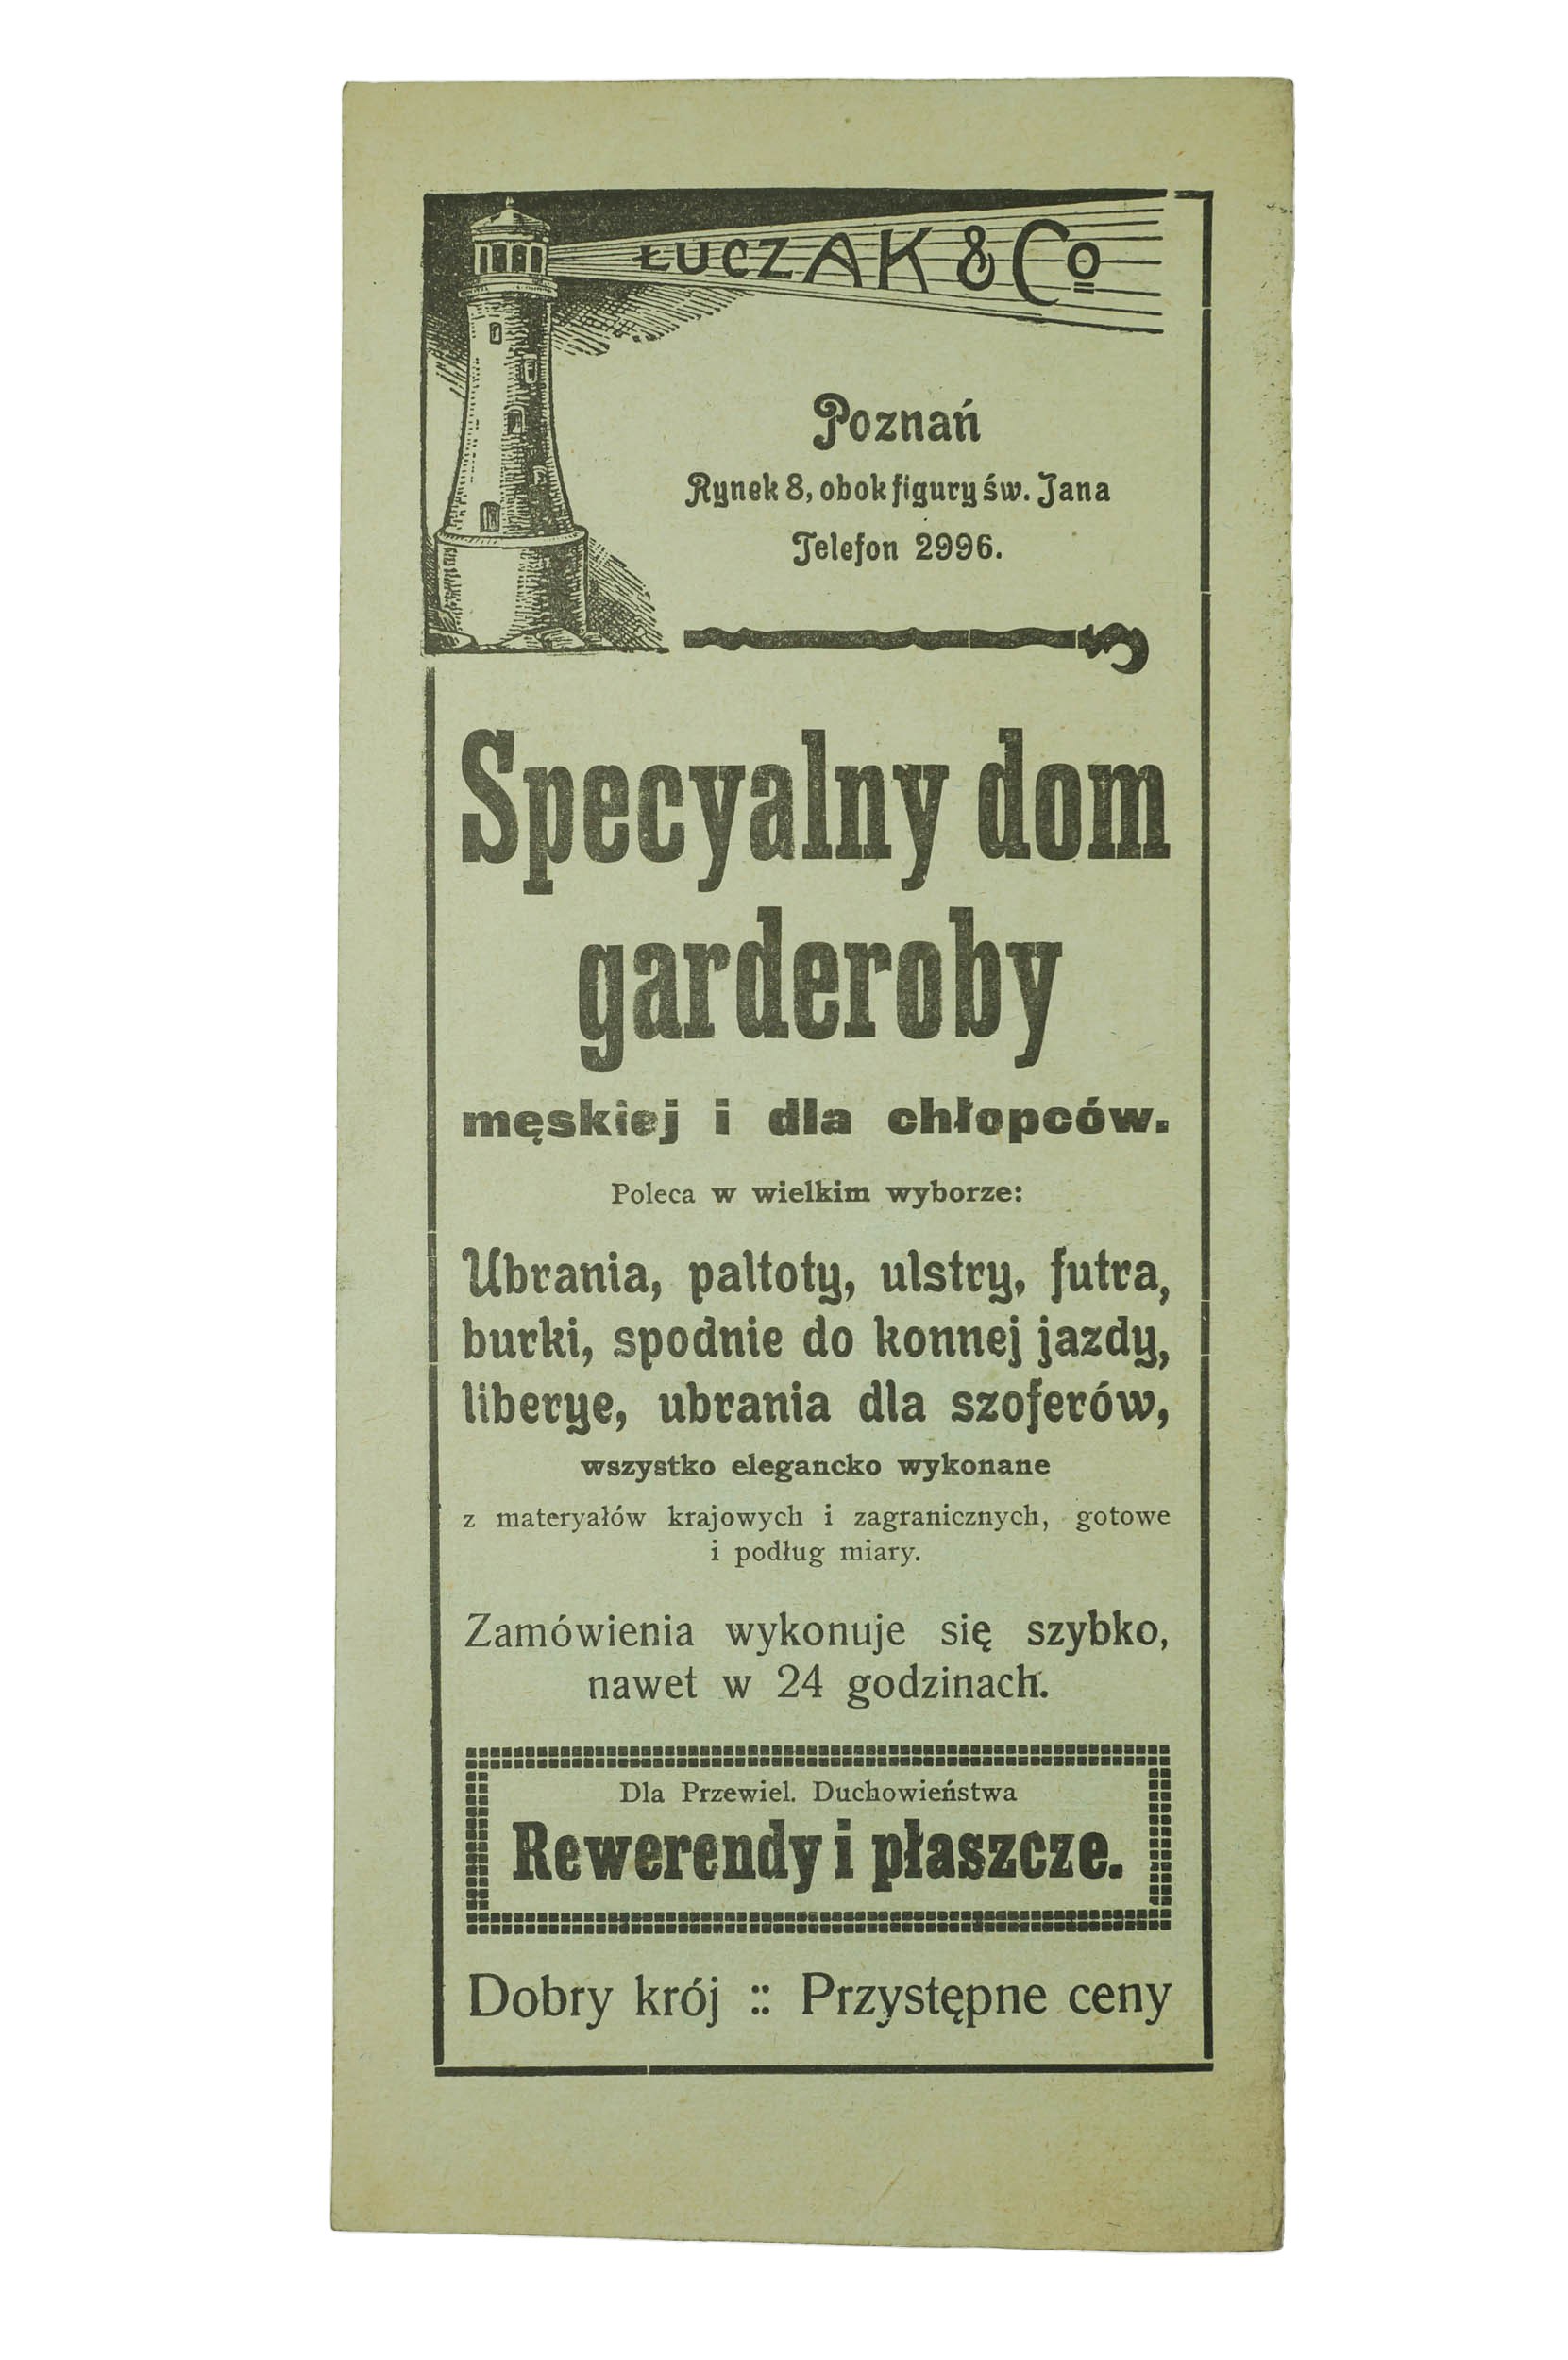 ŁUCZAK & Co
Poznań
Rynek 8, obok figury św. Jana
Telefon 2996.
Specyalny dom
garderoby
męskiej i dla chłopców.
Poleca w wielkim wyborze:
Ubrania, paltoty, ulstry, futra,
burki, spodnie do konnej jazdy,
liberye, ubrania dla szoferów,
wszystko elegancko wykonane
z materyałów krajowych i zagranicznych, gotowe
i podług miary.
Zamówienia wykonuje się szybko,
nawet w 24 godzinach.
Dla Przewiel. Duchowieństwa
Rewerendy i płaszcze.
Dobry krój :: Przystępne ceny